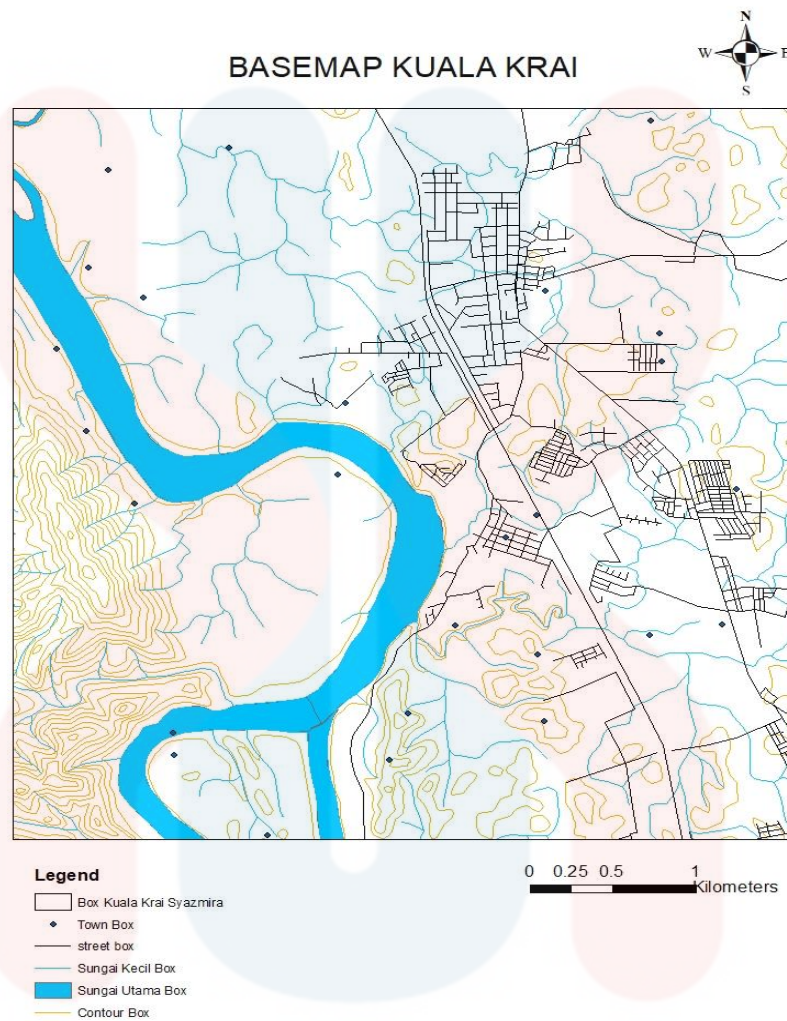 N
BASEMAP KUALA KRAI
W E
S
Legend
Box Kuala Krai Syazmira
Town Box
street box
Sungai Kecil Box
Sungai Utama Box
Contour Box
0 0.25 0.5 1
Kilometers